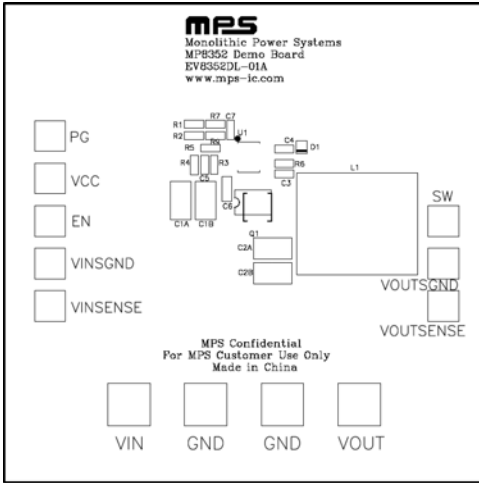 mps
Monolithic Power Systems
MP8352 Demo Board
EV8352DL-01A
www.mps-ic.com
R1
R7
C7
R2
U1
R5
R9
C4
D1
R4
C5
R3
R6
C3
L1
C6
C1A
C1B
Q1
C2A
C2B
PG
VCC
EN
VINSGND
VINSENSE
SW
VOUTSGND
VOUTSENSE
MPS Confidential
For MPS Customer Use Only
Made in China
VIN
GND
GND
VOUT